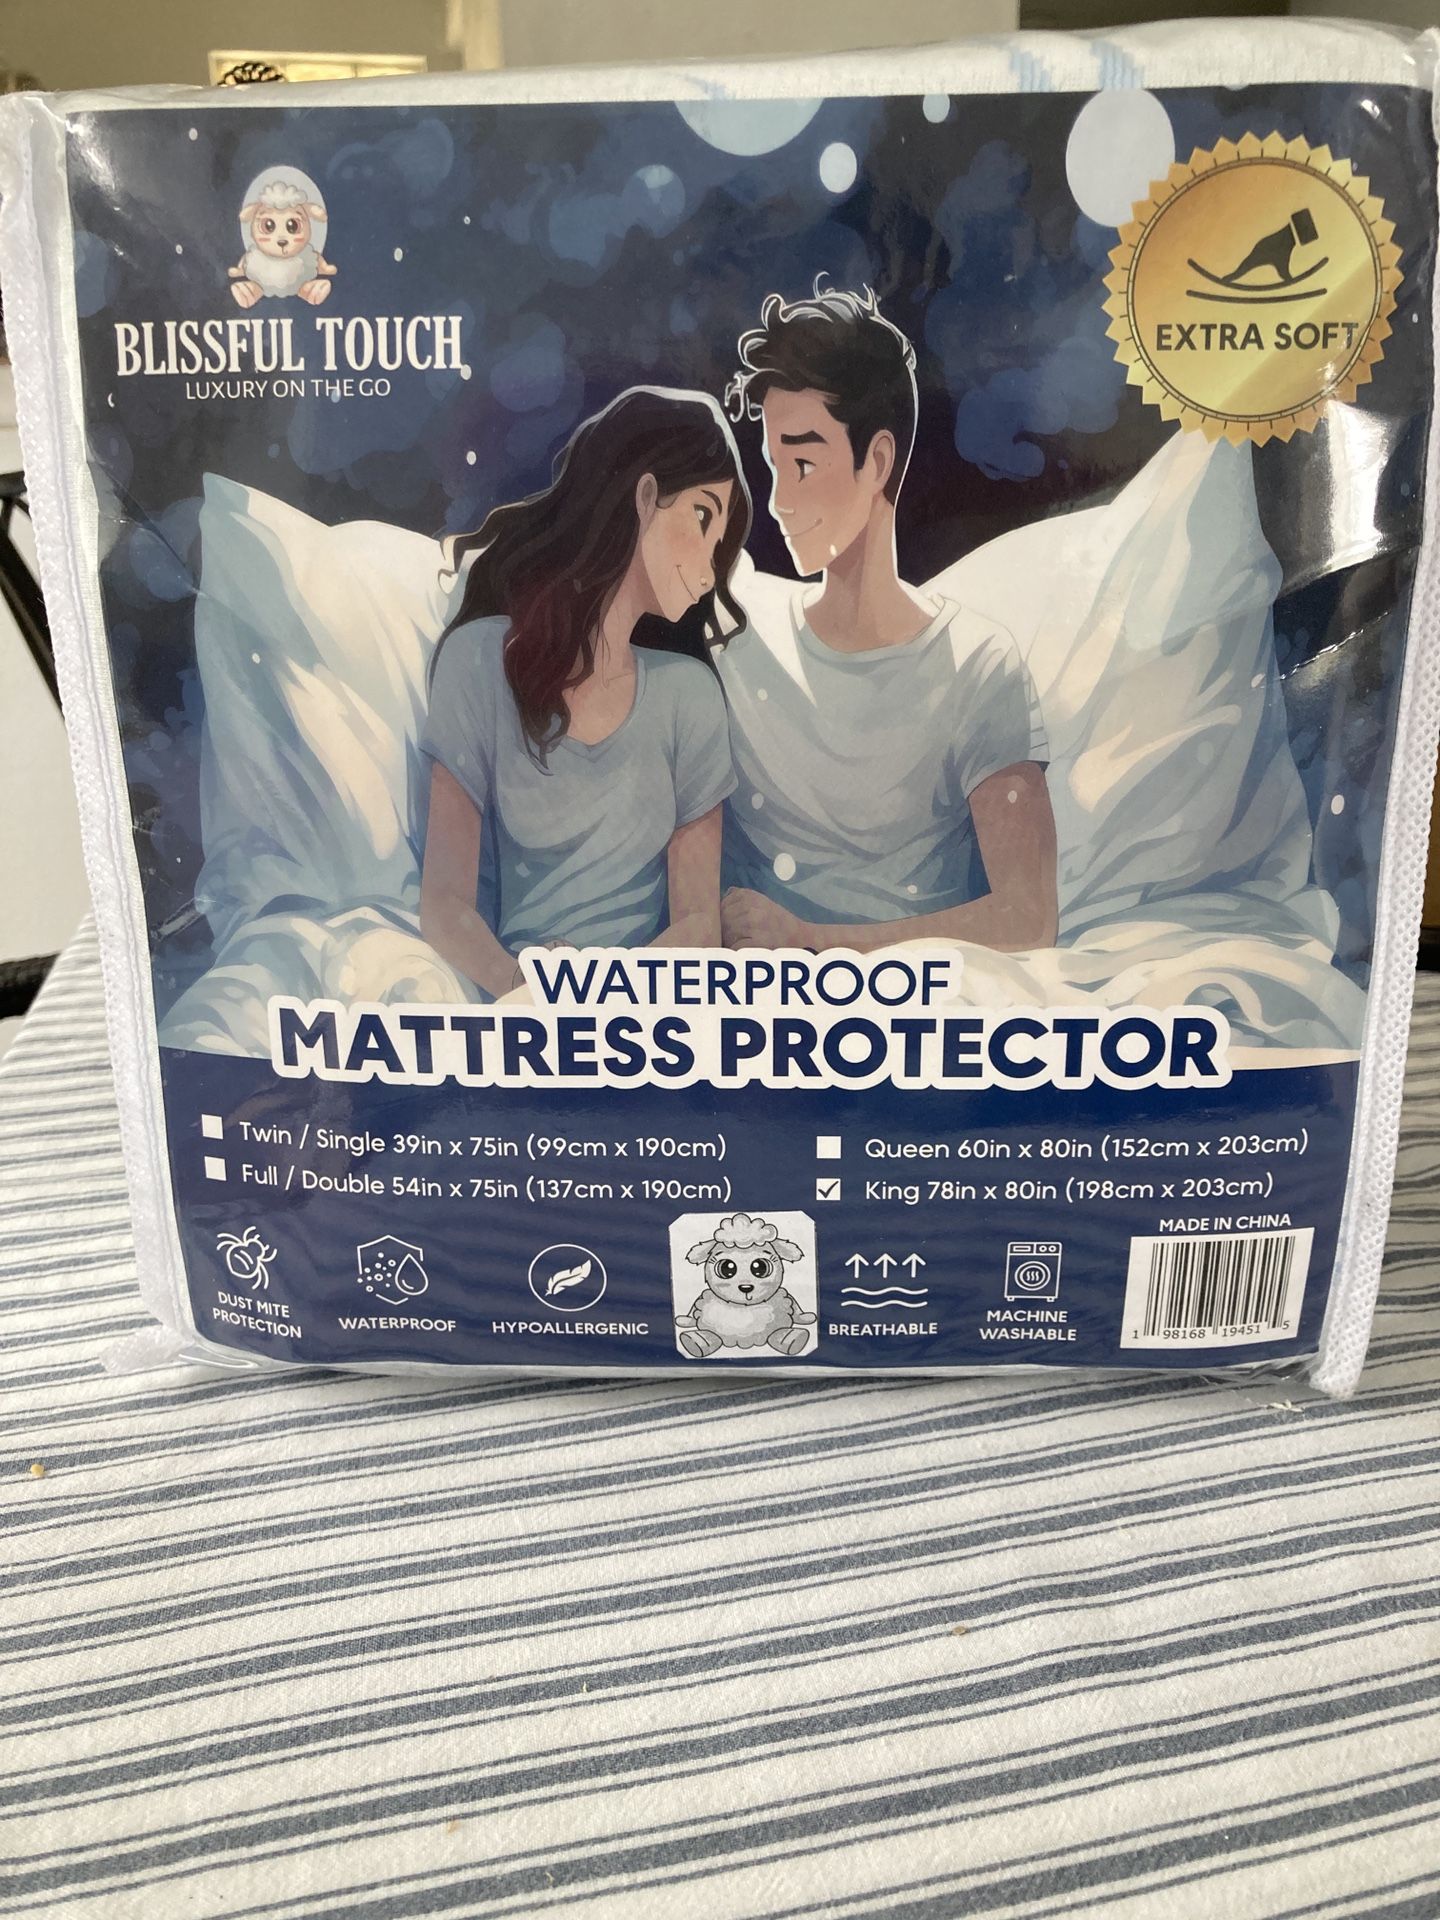 BLISSFUL TOUCH
LUXURY ON THE GO
EXTRA SOFT
WATERPROOF
MATTRESS PROTECTOR
Twin / Single 39in x 75in (99cm x 190cm)
Full / Double 54in x 75in (137cm x 190cm)
Queen 60in x 80in (152cm x 203cm)
King 78in x 80in (198cm x 203cm)
MADE IN CHINA
DUST MITE
PROTECTION
WATERPROOF
HYPOALLERGENIC
BREATHABLE
MACHINE
WASHABLE
1 98168 19451 5